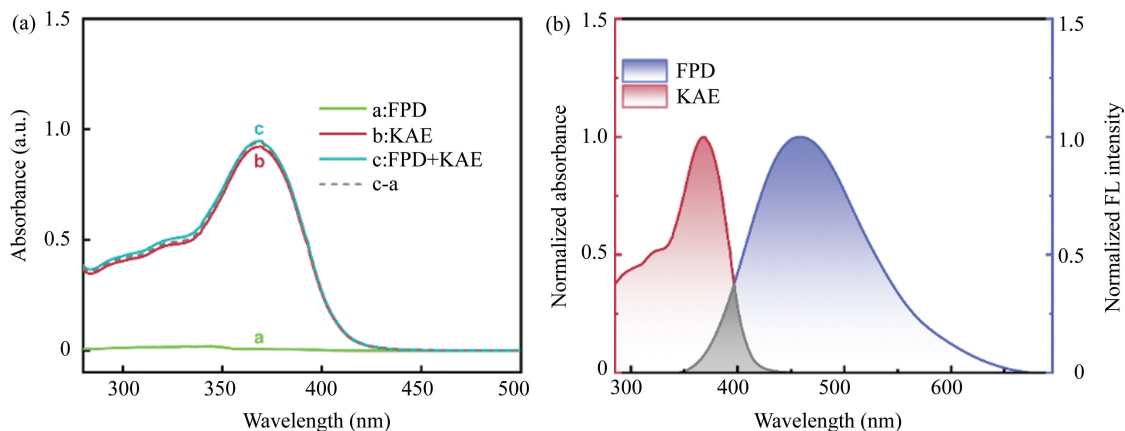 (a)
1.5
1.0
0.5
0
Absorbance (a.u.)
a:FPD
b:KAE
c:FPD+KAE
c-a
c
b
a
300 350 400 450 500
Wavelength (nm)
(b)
1.5
1.0
0.5
0
Normalized absorbance
FPD
KAE
1.5
1.0
0.5
0
Normalized FL intensity
300 400 500 600
Wavelength (nm)